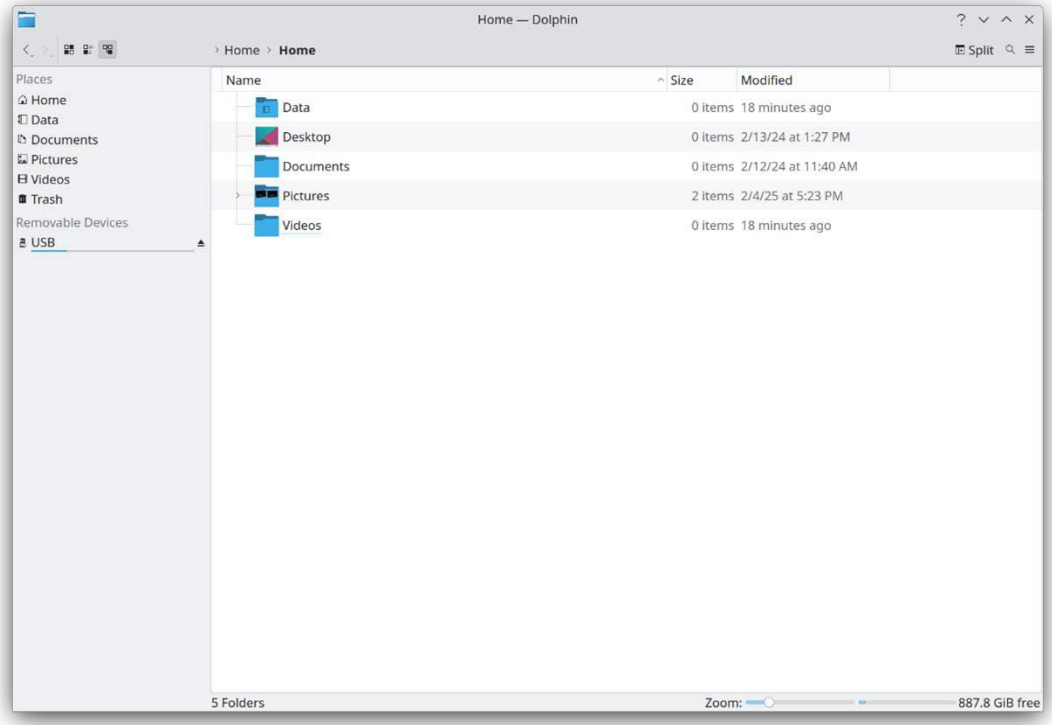 Home — Dolphin
Home > Home
Split
Places
Home
Data
Documents
Pictures
Videos
Trash
Removable Devices
USB
Name Size Modified
Data 0 items 18 minutes ago
Desktop 0 items 2/13/24 at 1:27 PM
Documents 0 items 2/12/24 at 11:40 AM
Pictures 2 items 2/4/25 at 5:23 PM
Videos 0 items 18 minutes ago
5 Folders Zoom: 887.8 GiB free